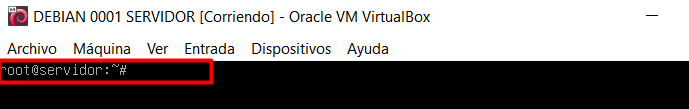 DEBIAN 0001 SERVIDOR [Corriendo] - Oracle VM VirtualBox
Archivo Máquina Ver Entrada Dispositivos Ayuda
root@servidor:~#